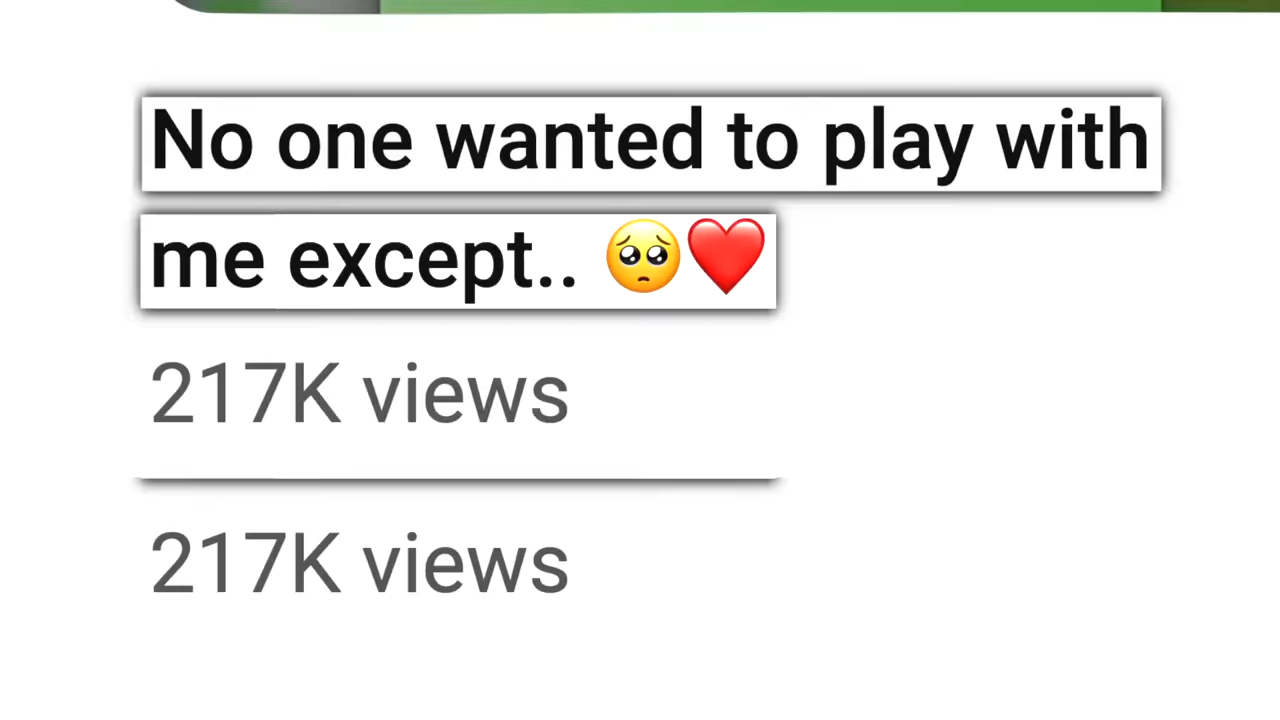 No one wanted to play with
me except.. 🥺❤️
217K views
217K views